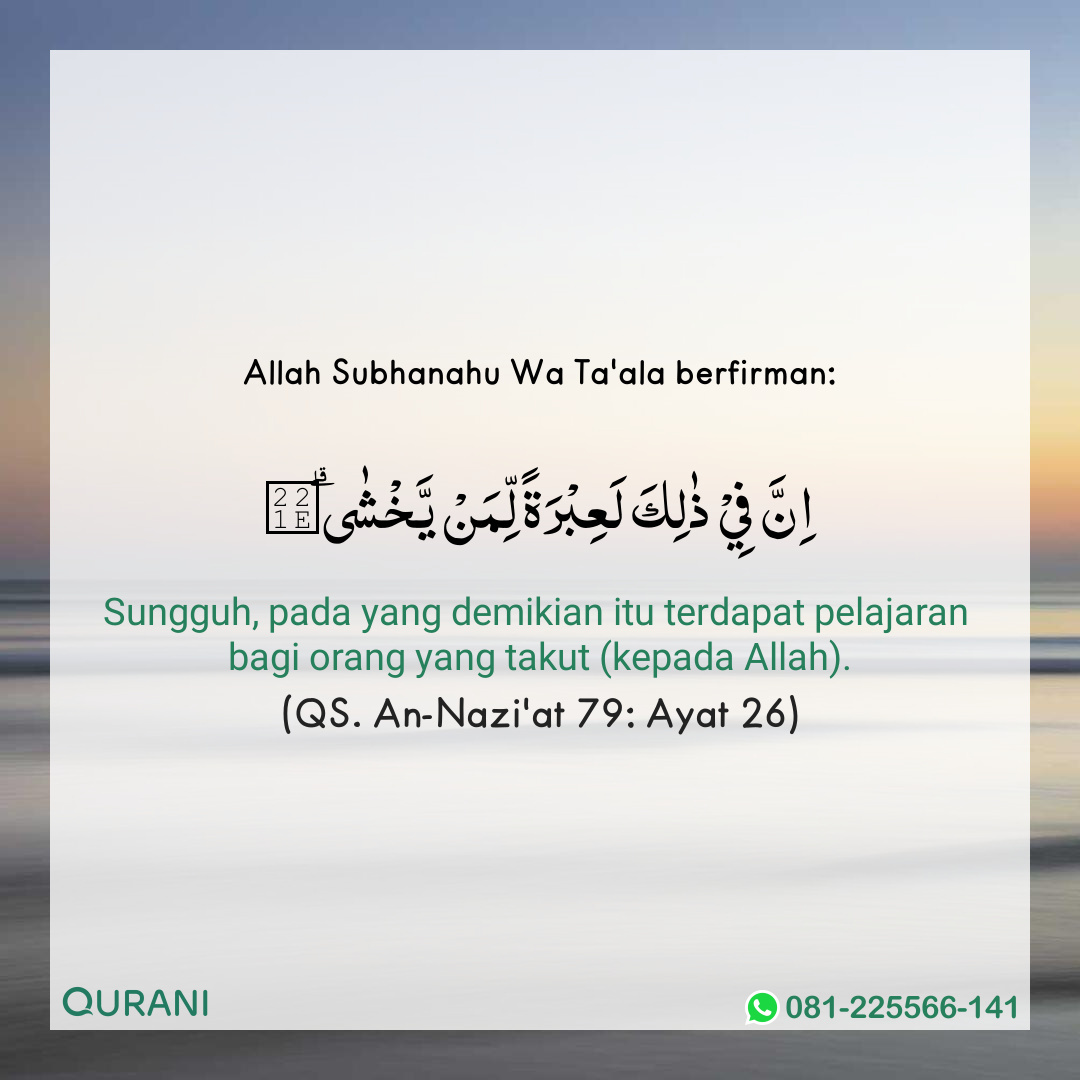 Allah Subhanahu Wa Ta'ala berfirman:
اِنَّ فِيْ ذٰلِكَ لَعِبْرَةً لِّمَنْ يَّخْشٰى ۗ∞
Sungguh, pada yang demikian itu terdapat pelajaran
bagi orang yang takut (kepada Allah).
(QS. An-Nazi'at 79: Ayat 26)
QURANI
081-225566-141